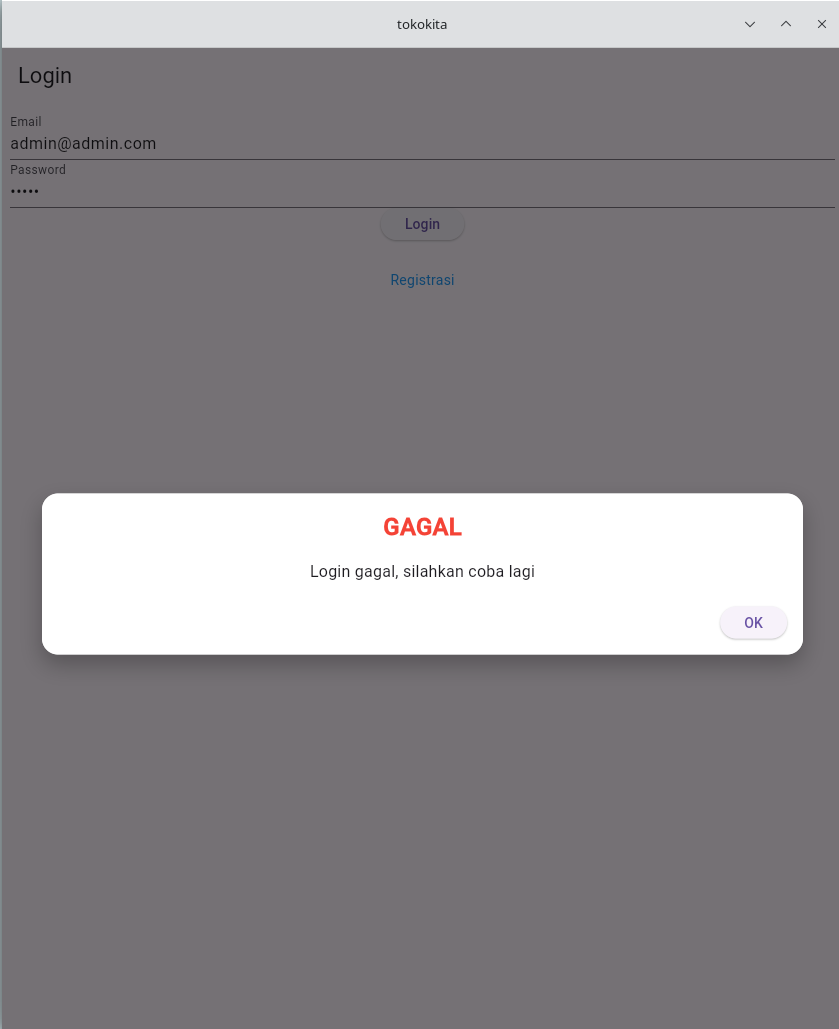 tokokita
Login
Email
admin@admin.com
Password
•••••
Login
Registrasi
GAGAL
Login gagal, silahkan coba lagi
OK